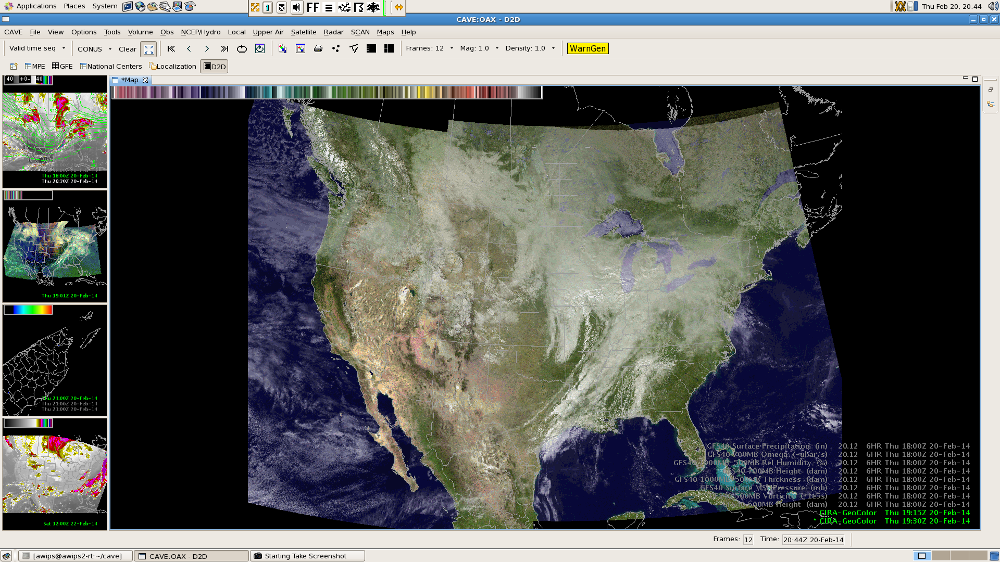 Applications Places System
FF
Thu Feb 20, 20:44
CAVE:OAX - D2D
CAVE File View Options Tools Volume Obs NCEP/Hydro Local Upper Air Satellite Radar SCAN Maps Help
Valid time seq CONUS Clear Frames: 12 Mag: 1.0 Density: 1.0 WarnGen
MPE GFE National Centers Localization D2D
*Map
40 +0- 40
Thu 18:00Z 20-Feb-14
Thu 20:30Z 20-Feb-14
Thu 19:01Z 20-Feb-14
Thu 21:00Z 20-Feb-14
Thu 21:00Z 20-Feb-14
Thu 21:00Z 20-Feb-14
Sat 12:00Z 22-Feb-14
GFS40 Surface Precipitation (in) 20.12 6HR Thu 18:00Z 20-Feb-14
GFS40 700MB Omega (-ubar/s) 20.12 6HR Thu 18:00Z 20-Feb-14
GFS40 1000MB-500MB Rel Humidity (%) 20.12 6HR Thu 18:00Z 20-Feb-14
GFS40 700MB Height (dam) 20.12 6HR Thu 18:00Z 20-Feb-14
GFS40 1000MB-500MB Thickness (dam) 20.12 6HR Thu 18:00Z 20-Feb-14
GFS40 Surface MSL Pressure (mb) 20.12 6HR Thu 18:00Z 20-Feb-14
500MB Vorticity (/1e5s) 20.12 6HR Thu 18:00Z 20-Feb-14
500MB Height (dam) 20.12 6HR Thu 18:00Z 20-Feb-14
CIRA-GeoColor Thu 19:15Z 20-Feb-14
* CIRA-GeoColor Thu 19:30Z 20-Feb-14
Frames: 12 Time: 20:44Z 20-Feb-14
[awips@awips2-rt:~/cave] CAVE:OAX - D2D Starting Take Screenshot